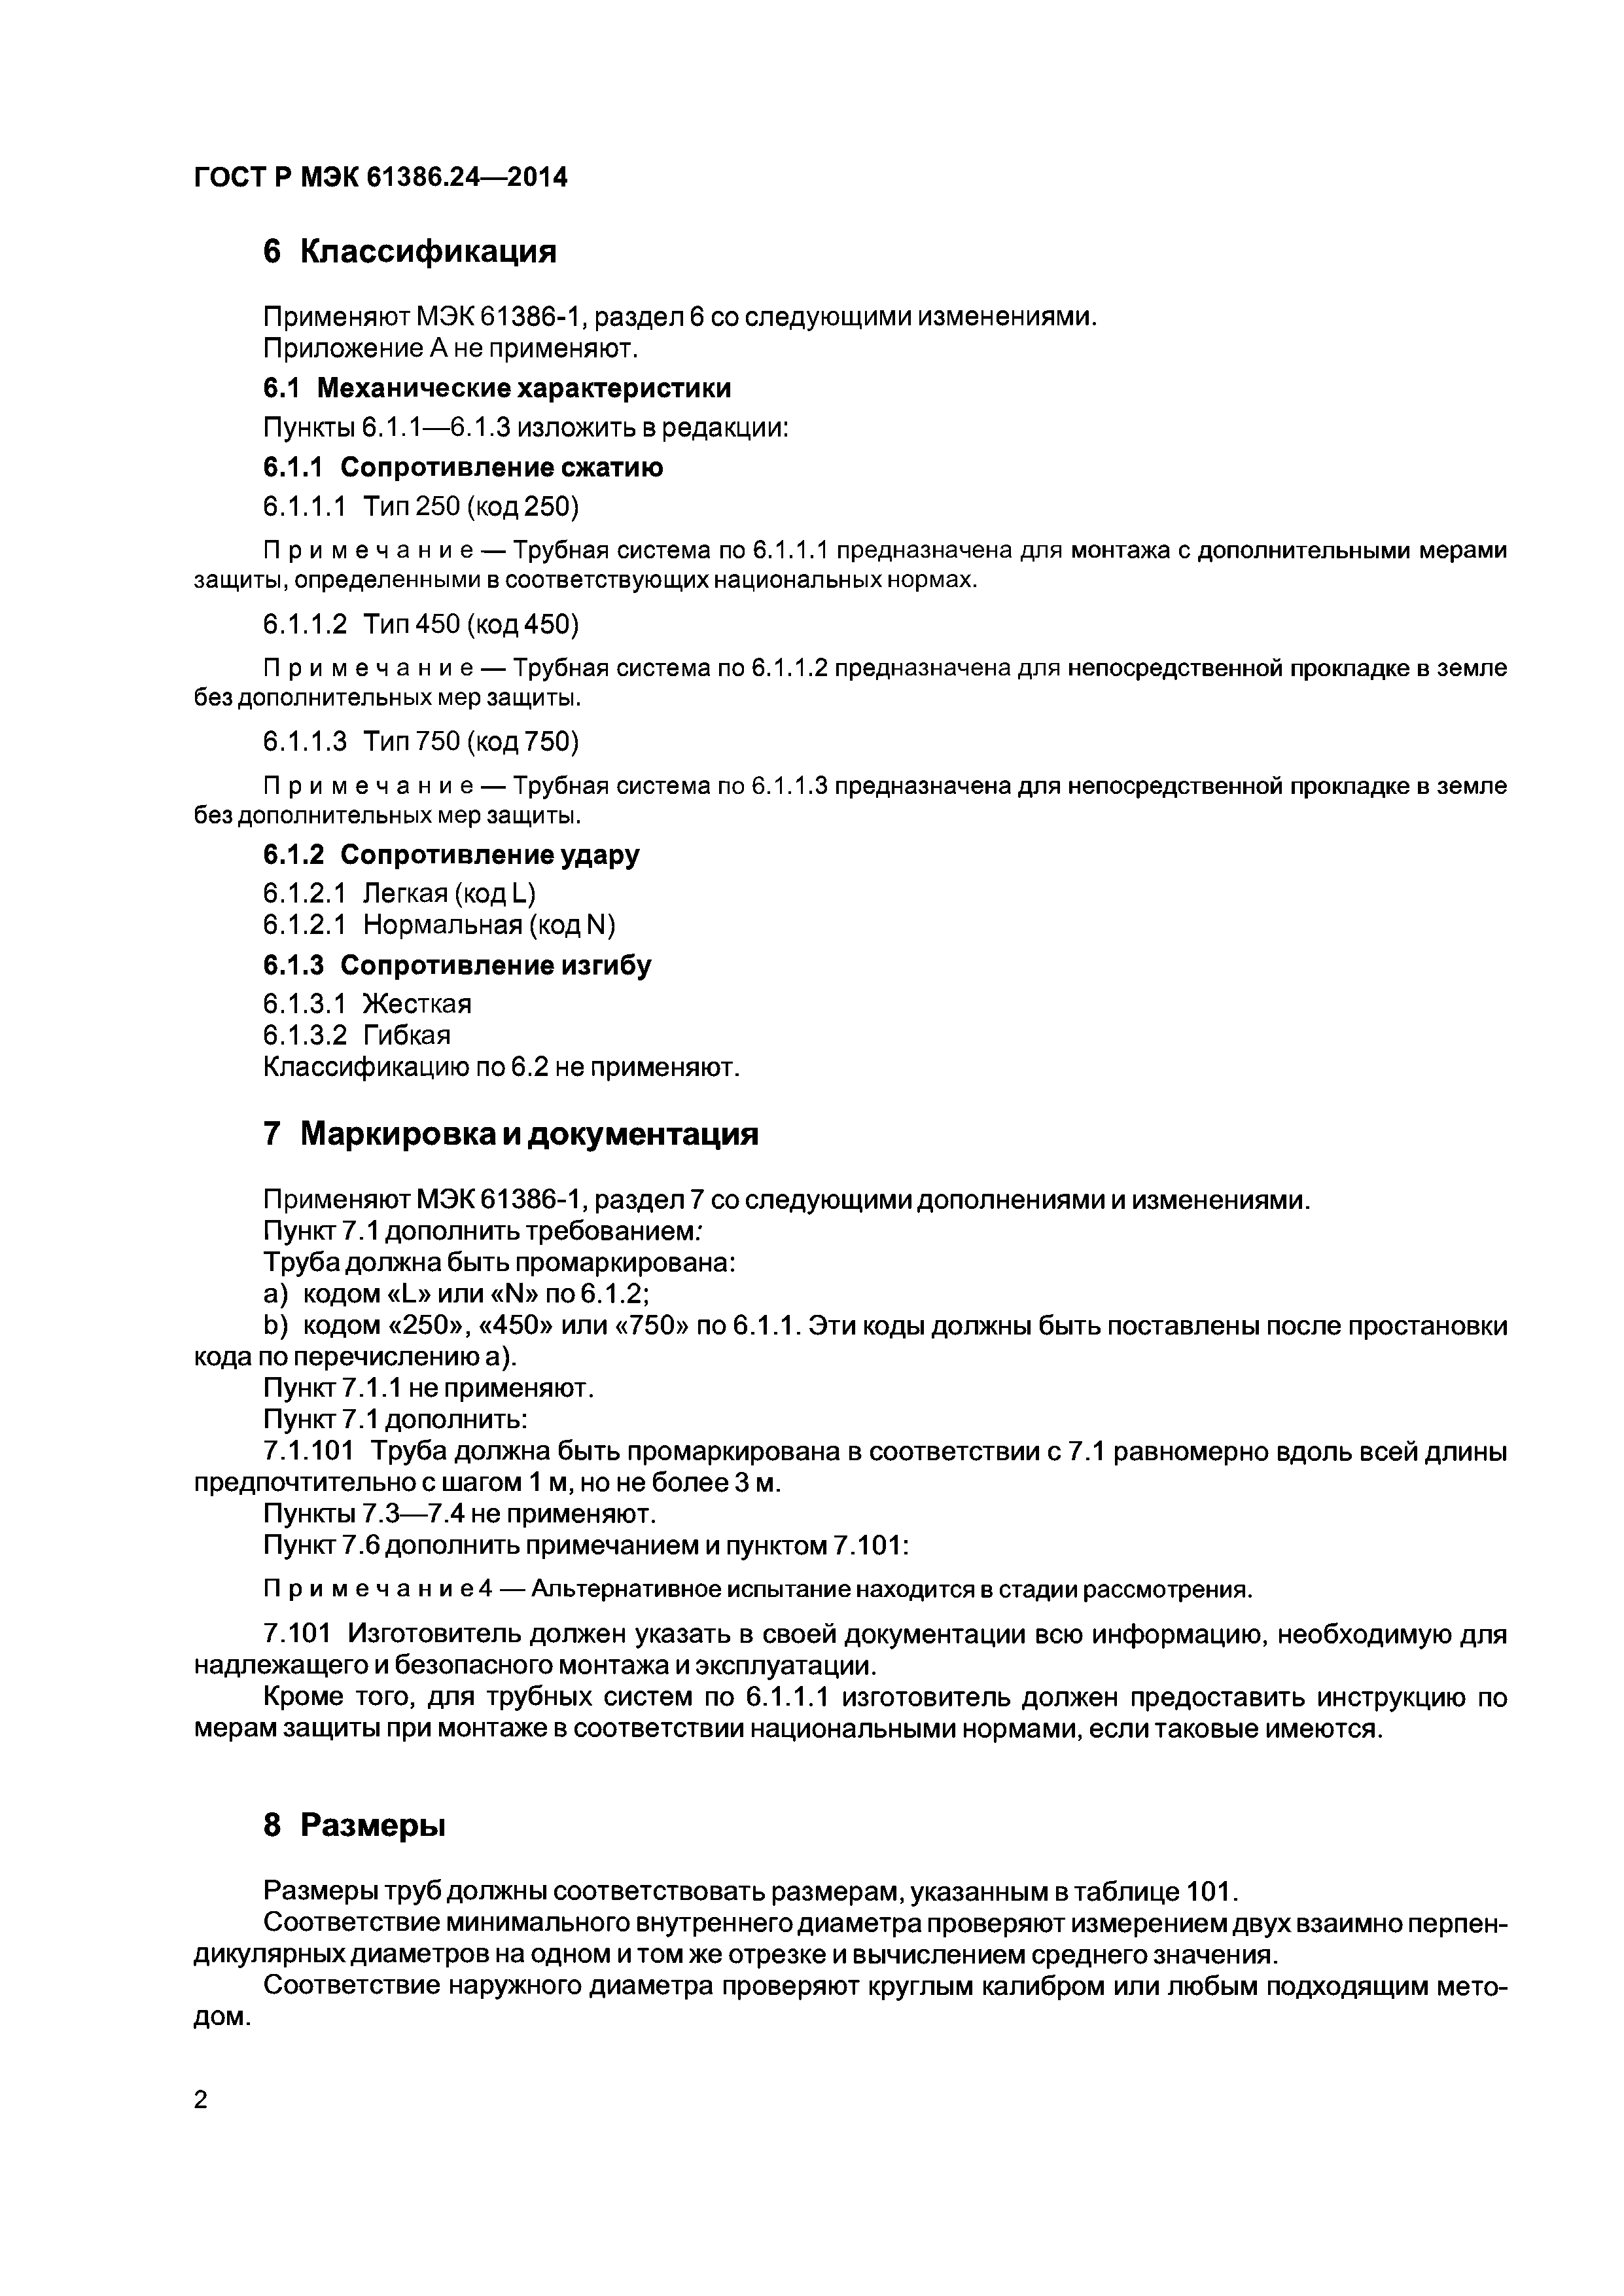 ГОСТ Р МЭК 61386.24—2014
6 Классификация
Применяют МЭК 61386-1, раздел 6 со следующими изменениями.
Приложение А не применяют.
6.1 Механические характеристики
Пункты 6.1.1—6.1.3 изложить в редакции:
6.1.1 Сопротивление сжатию
6.1.1.1 Тип 250 (код 250)
Примечание — Трубная система по 6.1.1.1 предназначена для монтажа с дополнительными мерами
защиты, определенными в соответствующих национальных нормах.
6.1.1.2 Тип 450 (код 450)
Примечание — Трубная система по 6.1.1.2 предназначена для непосредственной прокладке в земле
без дополнительных мер защиты.
6.1.1.3 Тип 750 (код 750)
Примечание — Трубная система по 6.1.1.3 предназначена для непосредственной прокладке в земле
без дополнительных мер защиты.
6.1.2 Сопротивление удару
6.1.2.1 Легкая (код L)
6.1.2.1 Нормальная (код N)
6.1.3 Сопротивление изгибу
6.1.3.1 Жесткая
6.1.3.2 Гибкая
Классификацию по 6.2 не применяют.
7 Маркировка и документация
Применяют МЭК 61386-1, раздел 7 со следующими дополнениями и изменениями.
Пункт 7.1 дополнить требованием:
Труба должна быть промаркирована:
a) кодом «L» или «N» по 6.1.2;
b) кодом «250», «450» или «750» по 6.1.1. Эти коды должны быть поставлены после простановки
кода по перечислению а).
Пункт 7.1.1 не применяют.
Пункт 7.1 дополнить:
7.1.101 Труба должна быть промаркирована в соответствии с 7.1 равномерно вдоль всей длины
предпочтительно с шагом 1 м, но не более 3 м.
Пункты 7.3—7.4 не применяют.
Пункт 7.6 дополнить примечанием и пунктом 7.101:
Примечание 4 — Альтернативное испытание находится в стадии рассмотрения.
7.101 Изготовитель должен указать в своей документации всю информацию, необходимую для
надлежащего и безопасного монтажа и эксплуатации.
Кроме того, для трубных систем по 6.1.1.1 изготовитель должен предоставить инструкцию по
мерам защиты при монтаже в соответствии национальными нормами, если таковые имеются.
8 Размеры
Размеры труб должны соответствовать размерам, указанным в таблице 101.
Соответствие минимального внутреннего диаметра проверяют измерением двух взаимно перпен-
дикулярных диаметров на одном и том же отрезке и вычислением среднего значения.
Соответствие наружного диаметра проверяют круглым калибром или любым подходящим мето-
дом.
2